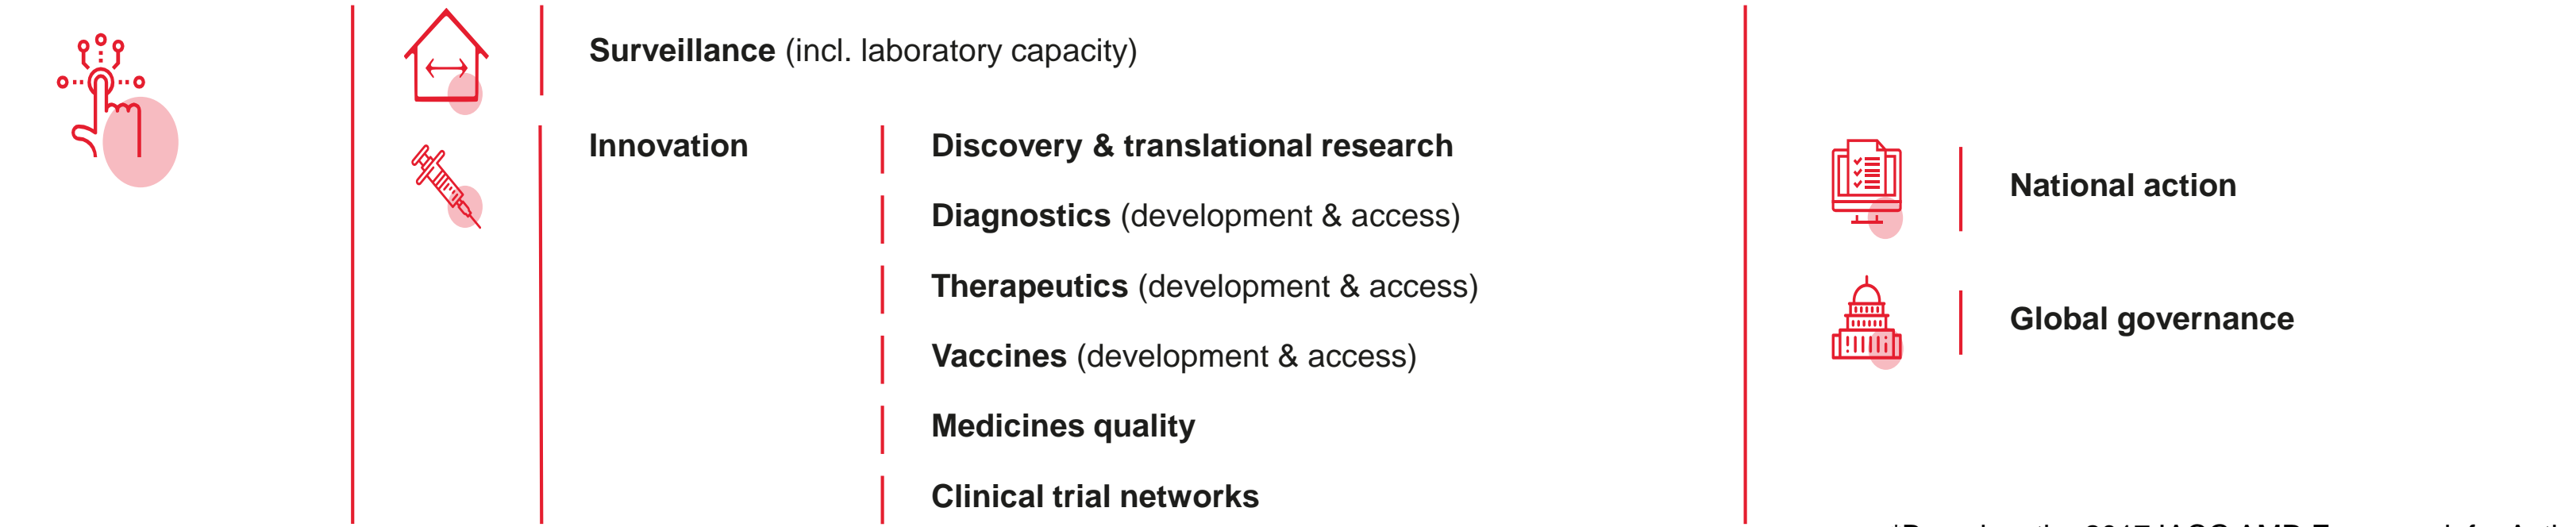 Surveillance (incl. laboratory capacity)
Innovation
Discovery & translational research
Diagnostics (development & access)
Therapeutics (development & access)
Vaccines (development & access)
Medicines quality
Clinical trial networks
National action
Global governance